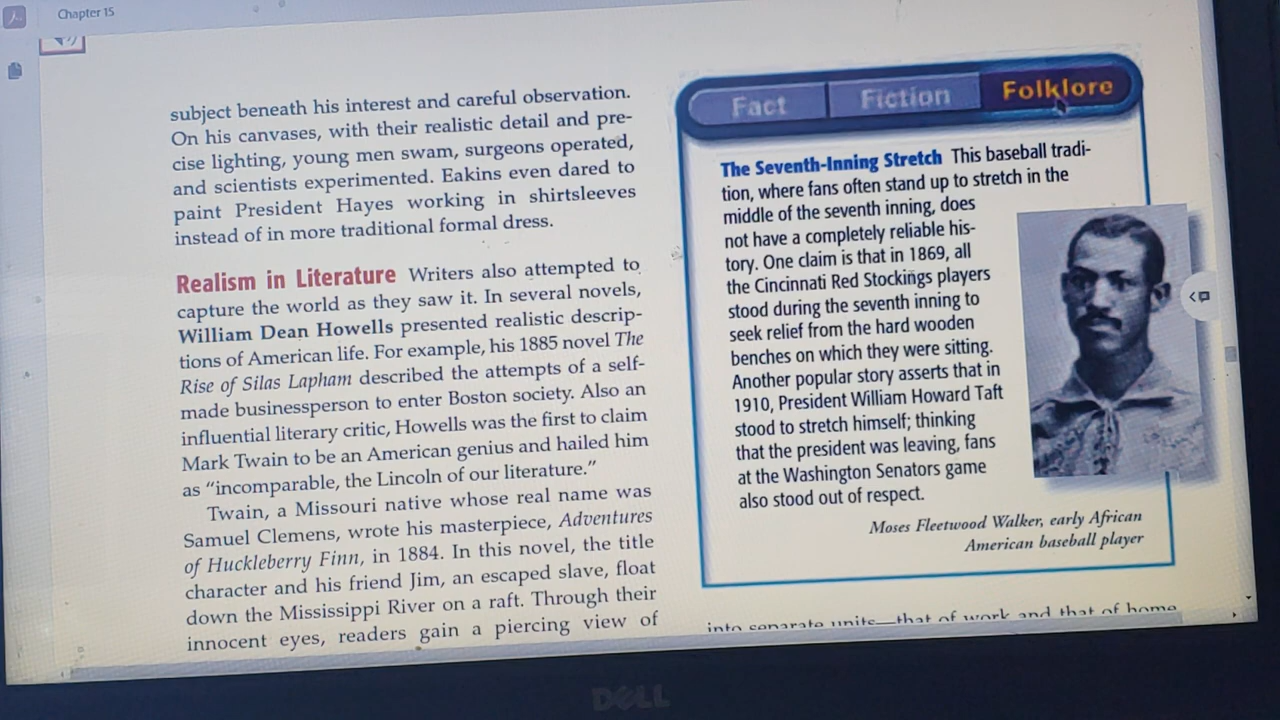 Chapter 15
subject beneath his interest and careful observation.
On his canvases, with their realistic detail and pre-
cise lighting, young men swam, surgeons operated,
and scientists experimented. Eakins even dared to
paint President Hayes working in shirtsleeves
instead of in more traditional formal dress.
Realism in Literature Writers also attempted to
capture the world as they saw it. In several novels,
William Dean Howells presented realistic descrip-
tions of American life. For example, his 1885 novel The
Rise of Silas Lapham described the attempts of a self-
made businessperson to enter Boston society. Also an
influential literary critic, Howells was the first to claim
Mark Twain to be an American genius and hailed him
as “incomparable, the Lincoln of our literature.”
Twain, a Missouri native whose real name was
Samuel Clemens, wrote his masterpiece, Adventures
of Huckleberry Finn, in 1884. In this novel, the title
character and his friend Jim, an escaped slave, float
down the Mississippi River on a raft. Through their
innocent eyes, readers gain a piercing view of
Fact Fiction Folklore
The Seventh-Inning Stretch This baseball tradi-
tion, where fans often stand up to stretch in the
middle of the seventh inning, does
not have a completely reliable his-
tory. One claim is that in 1869, all
the Cincinnati Red Stockings players
stood during the seventh inning to
seek relief from the hard wooden
benches on which they were sitting.
Another popular story asserts that in
1910, President William Howard Taft
stood to stretch himself; thinking
that the president was leaving, fans
at the Washington Senators game
also stood out of respect.
Moses Fleetwood Walker, early African
American baseball player
into separate units—that of work and that of home
DELL